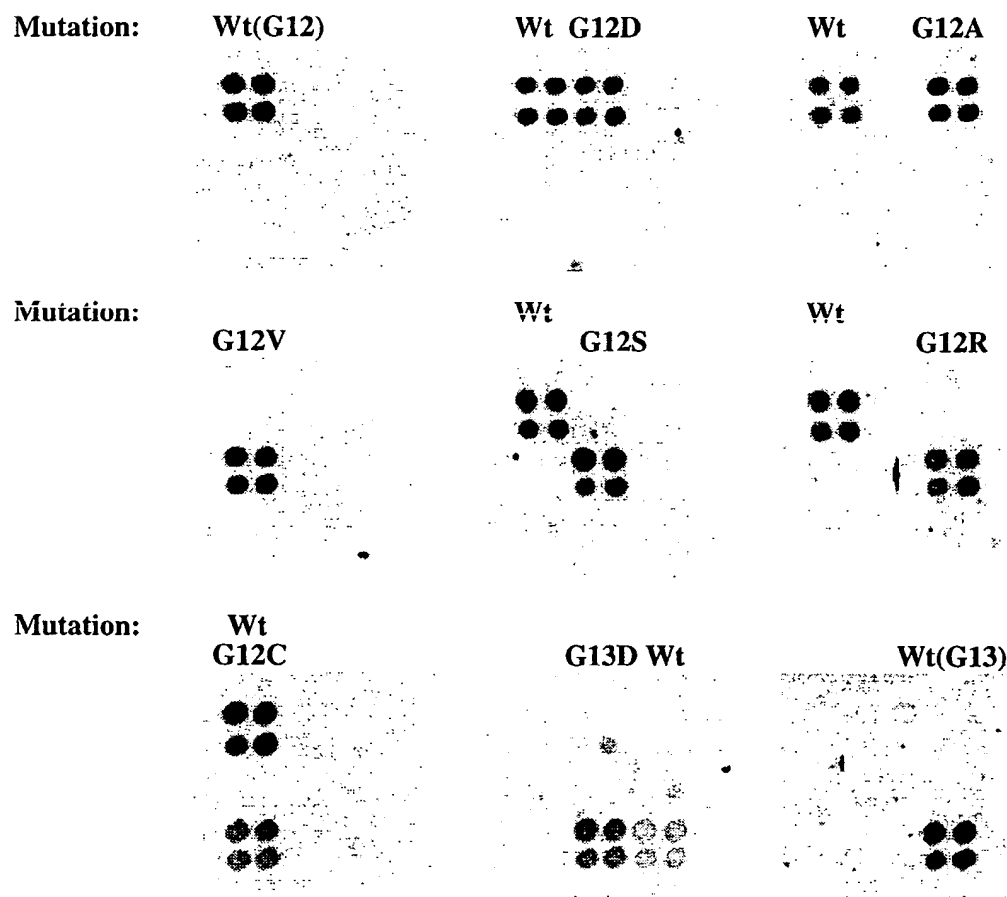 Mutation: Wt(G12) Wt G12D Wt G12A
Mutation: Wt Wt
G12V G12S G12R
Mutation: Wt
G12C G13D Wt Wt(G13)